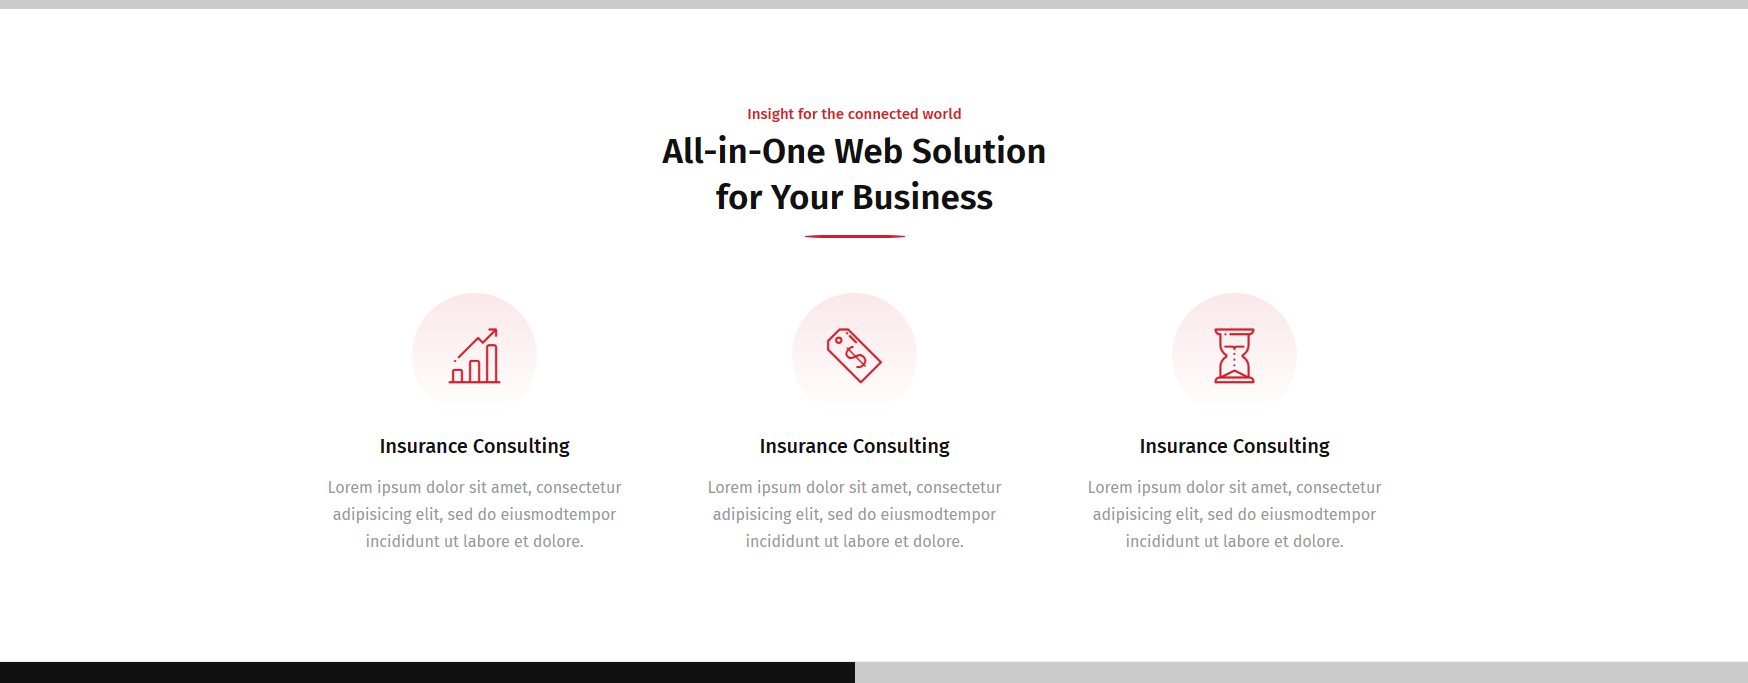 Insight for the connected world
All-in-One Web Solution
for Your Business
Insurance Consulting
Lorem ipsum dolor sit amet, consectetur
adipisicing elit, sed do eiusmodtempor
incididunt ut labore et dolore.
Insurance Consulting
Lorem ipsum dolor sit amet, consectetur
adipisicing elit, sed do eiusmodtempor
incididunt ut labore et dolore.
Insurance Consulting
Lorem ipsum dolor sit amet, consectetur
adipisicing elit, sed do eiusmodtempor
incididunt ut labore et dolore.